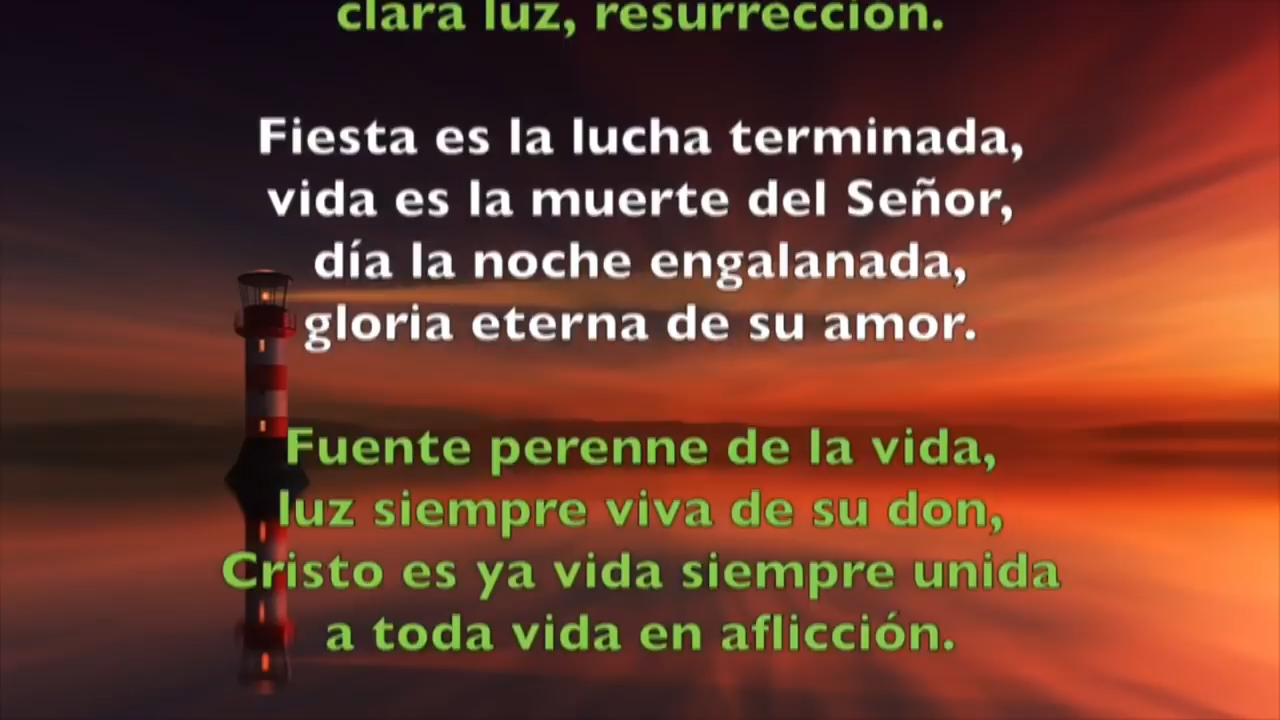 clara luz, resurrección.
Fiesta es la lucha terminada,
vida es la muerte del Señor,
día la noche engalanada,
gloria eterna de su amor.
Fuente perenne de la vida,
luz siempre viva de su don,
Cristo es ya vida siempre unida
a toda vida en aflicción.